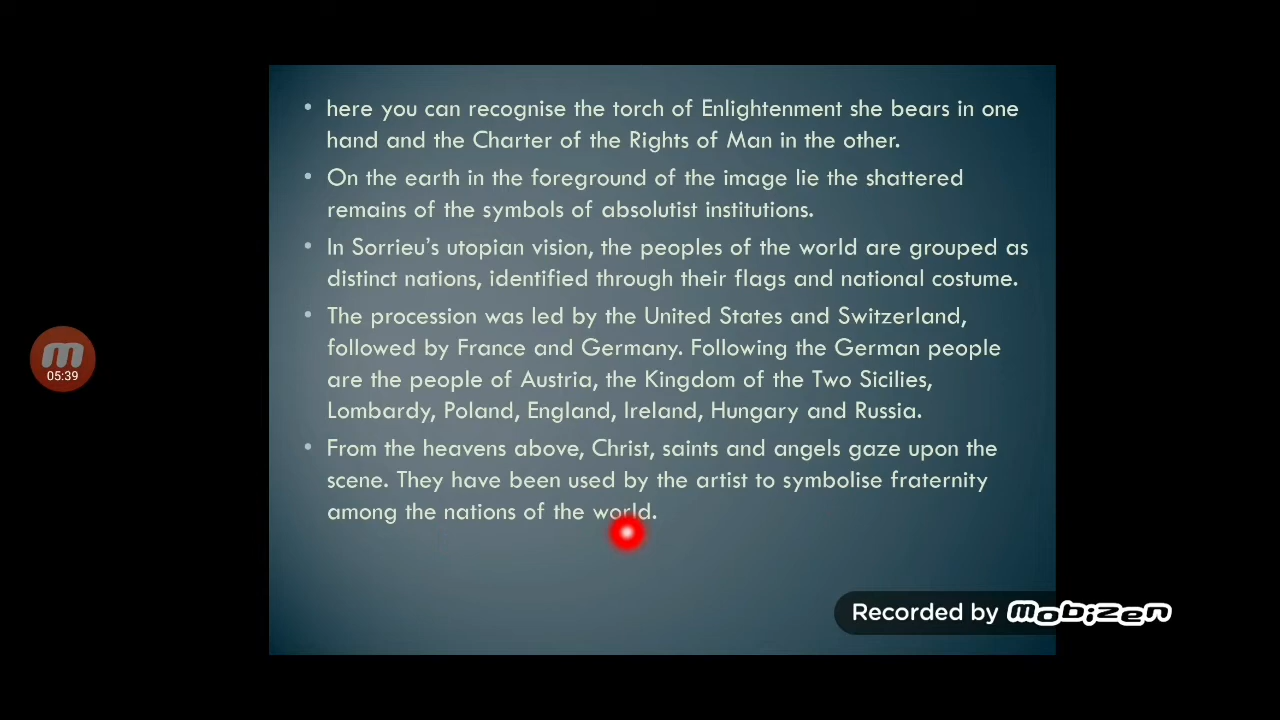 • here you can recognise the torch of Enlightenment she bears in one
hand and the Charter of the Rights of Man in the other.
• On the earth in the foreground of the image lie the shattered
remains of the symbols of absolutist institutions.
• In Sorrieu's utopian vision, the peoples of the world are grouped as
distinct nations, identified through their flags and national costume.
• The procession was led by the United States and Switzerland,
followed by France and Germany. Following the German people
are the people of Austria, the Kingdom of the Two Sicilies,
Lombardy, Poland, England, Ireland, Hungary and Russia.
• From the heavens above, Christ, saints and angels gaze upon the
scene. They have been used by the artist to symbolise fraternity
among the nations of the world.
m
05:39
Recorded by mobizen